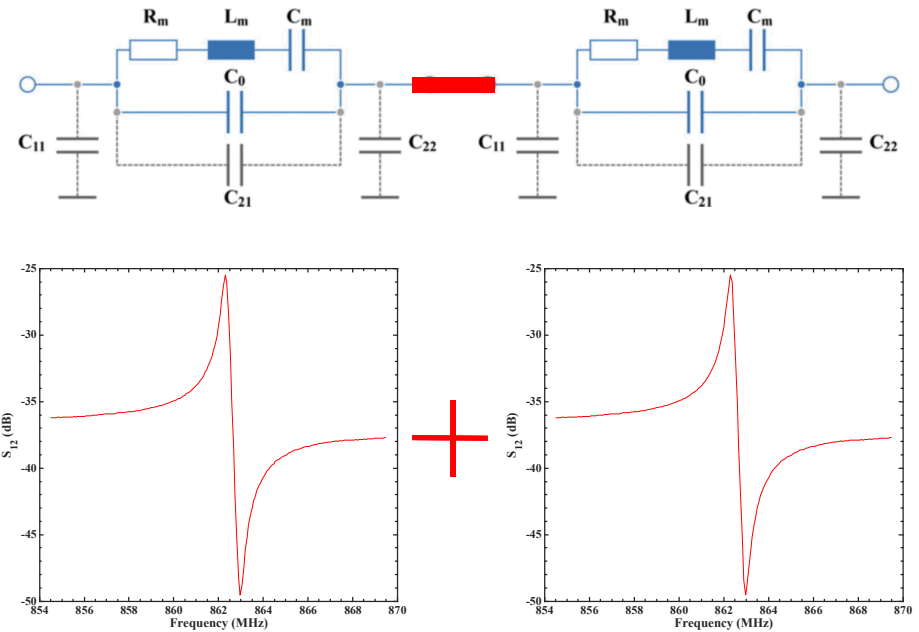 Rm Lm Cm Rm Lm Cm
C0 C0
C11 C22 C11 C22
C21 C21
-25 -25
-30 -30
-35 -35
S12 (dB) S12 (dB)
-40 -40
-45 -45
-50 -50
854 856 858 860 862 864 866 868 870 854 856 858 860 862 864 866 868 870
Frequency (MHz) Frequency (MHz)